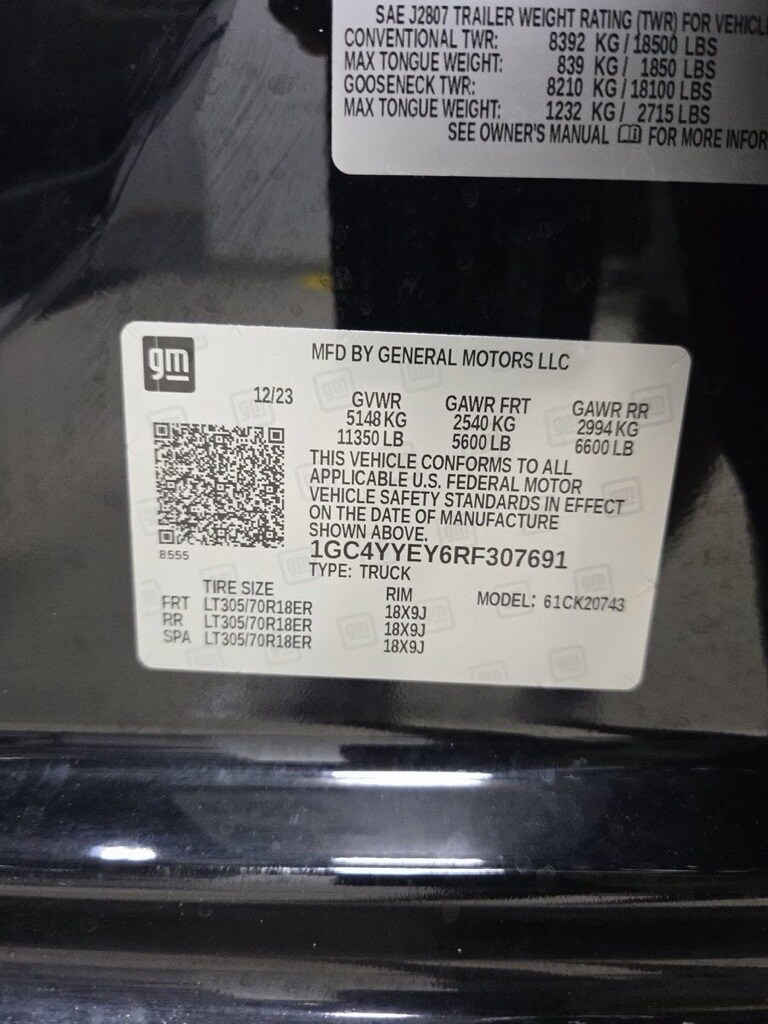 SAE J2807 TRAILER WEIGHT RATING (TWR) FOR
CONVENTIONAL TWR: 8392 KG / 18500 LBS
MAX TONGUE WEIGHT: 839 KG / 1850 LBS
GOOSENECK TWR: 8210 KG / 18100 LBS
MAX TONGUE WEIGHT: 1232 KG / 2715 LBS
SEE OWNER'S MANUAL FOR MORE
gm
MFD BY GENERAL MOTORS LLC
12/23 GVWR GAWR FRT GAWR RR
5148 KG 2540 KG 2994 KG
11350 LB 5600 LB 6600 LB
THIS VEHICLE CONFORMS TO ALL
APPLICABLE U.S. FEDERAL MOTOR
VEHICLE SAFETY STANDARDS IN EFFECT
ON THE DATE OF MANUFACTURE
SHOWN ABOVE.
8555
1GC4YYEY6RF307691
TYPE: TRUCK
TIRE SIZE RIM MODEL: 61CK20743
FRT LT305/70R18ER 18X9J
RR LT305/70R18ER 18X9J
SPA LT305/70R18ER 18X9J